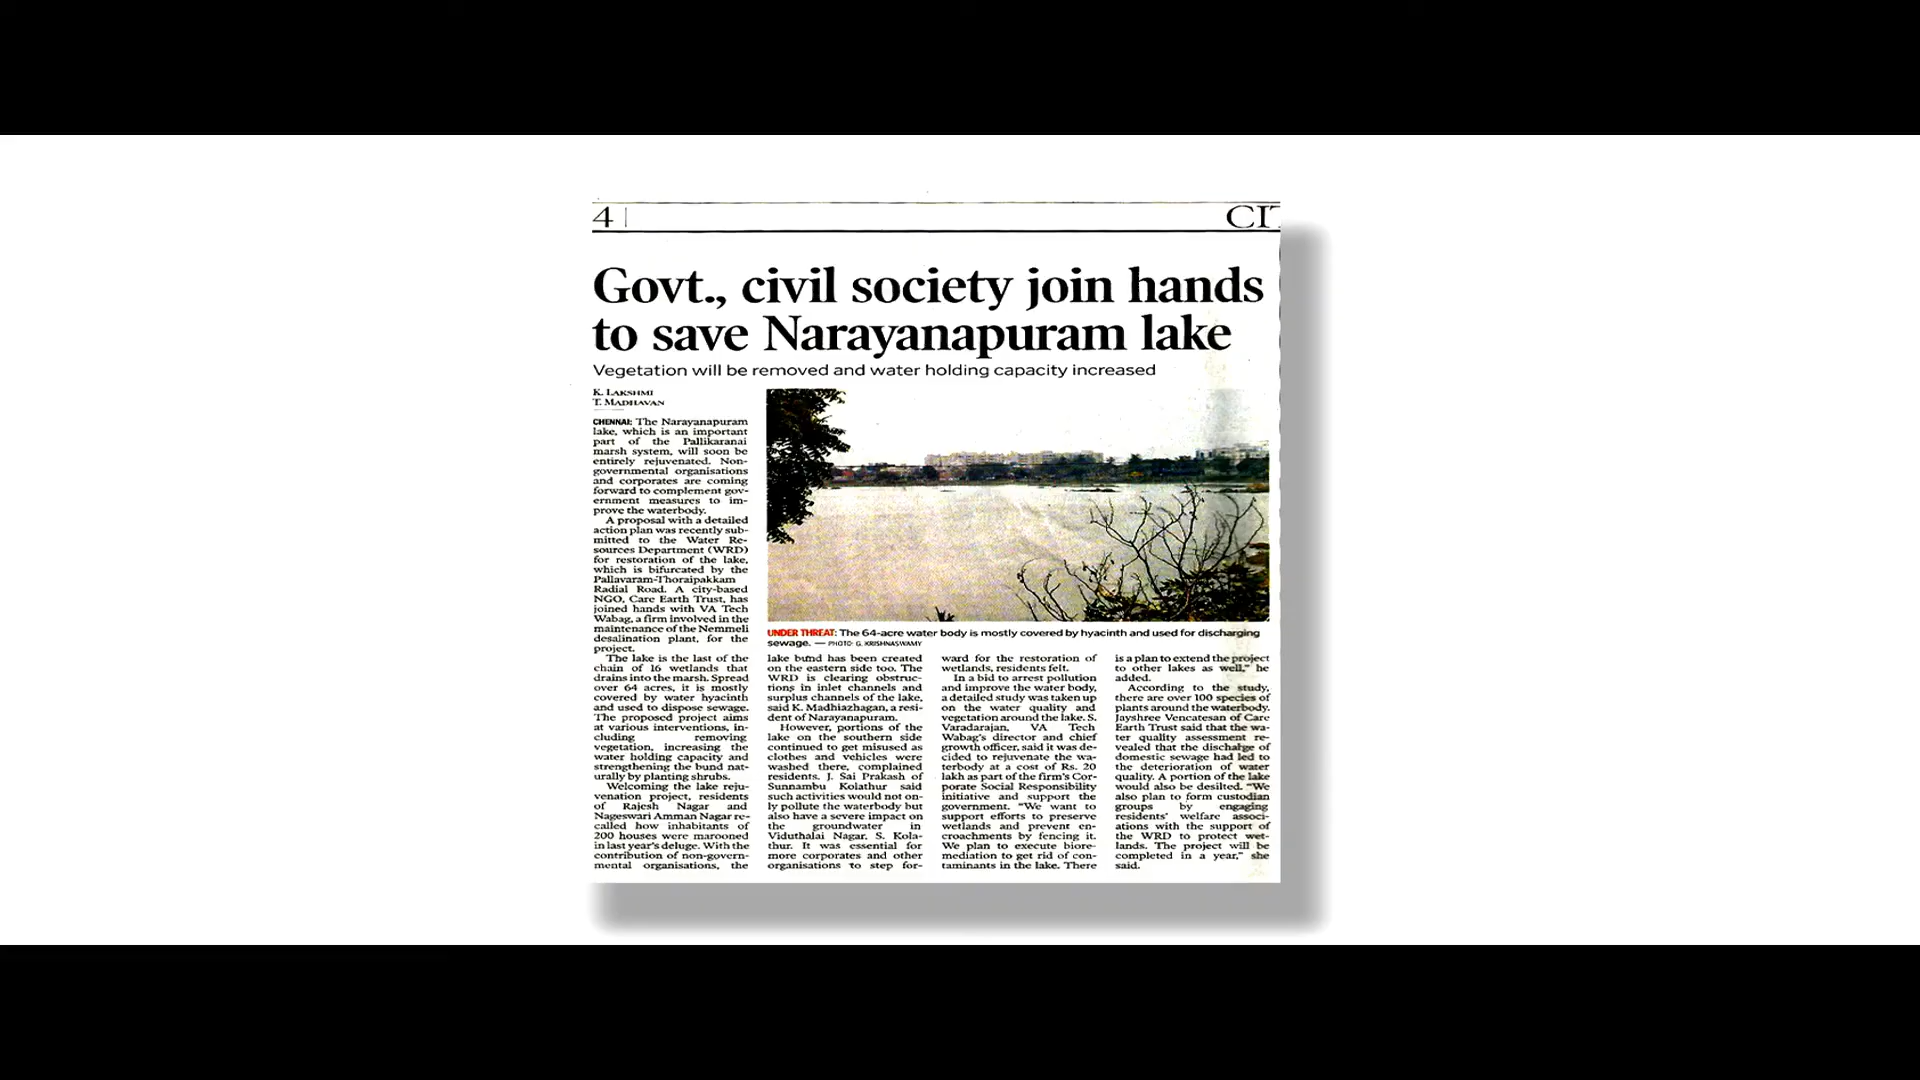 4
CIT
Govt., civil society join hands
to save Narayanapuram lake
Vegetation will be removed and water holding capacity increased
K. LAKSHMI
T. MADHAVAN
CHENNAI: The Narayanapuram
lake, which is an important
part of the Pallikaranai
marsh system, will soon be
entirely rejuvenated. Non-
governmental organisations
and corporates are coming
forward to complement gov-
ernment measures to im-
prove the waterbody.
A proposal with a detailed
action plan was recently sub-
mitted to the Water Re-
sources Department (WRD)
for restoration of the lake,
which is bifurcated by the
Pallavaram-Thoraipakkam
Radial Road. A city-based
NGO, Care Earth Trust, has
joined hands with VA Tech
Wabag, a firm involved in the
maintenance of the Nemmeli
desalination plant, for the
project.
The lake is the last of the
chain of 16 wetlands that
drains into the marsh. Spread
over 64 acres, it is mostly
covered by water hyacinth
and used to dispose sewage.
The proposed project aims
at various interventions, in-
cluding removing
vegetation, increasing the
water holding capacity and
strengthening the bund nat-
urally by planting shrubs.
Welcoming the lake reju-
venation project, residents
of Rajesh Nagar and
Nageswari Amman Nagar re-
called how inhabitants of
200 houses were marooned
in last year's deluge. With the
contribution of non-govern-
mental organisations, the
UNDER THREAT: The 64-acre water body is mostly covered by hyacinth and used for discharging
sewage. — PHOTO: G. KRISHNASWAMY
lake bund has been created
on the eastern side too. The
WRD is clearing obstruc-
tions in inlet channels and
surplus channels of the lake,
said K. Madhiazhagan, a resi-
dent of Narayanapuram.
However, portions of the
lake on the southern side
continued to get misused as
clothes and vehicles were
washed there, complained
residents. J. Sai Prakash of
Sunnambu Kolathur said
such activities would not on-
ly pollute the waterbody but
also have a severe impact on
the groundwater in
Viduthalai Nagar, S. Kola-
thur. It was essential for
more corporates and other
organisations to step for-
ward for the restoration of
wetlands, residents felt.
In a bid to arrest pollution
and improve the water body,
a detailed study was taken up
on the water quality and
vegetation around the lake. S.
Varadarajan, VA Tech
Wabag's director and chief
growth officer, said it was de-
cided to rejuvenate the wa-
terbody at a cost of Rs. 20
lakh as part of the firm's Cor-
porate Social Responsibility
initiative and support the
government. "We want to
support efforts to preserve
wetlands and prevent en-
croachments by fencing it.
We plan to execute biore-
mediation to get rid of con-
taminants in the lake. There
is a plan to extend the project
to other lakes as well," he
added.
According to the study,
there are over 100 species of
plants around the waterbody.
Jayshree Vencatesan of Care
Earth Trust said that the wa-
ter quality assessment re-
vealed that the discharge of
domestic sewage had led to
the deterioration of water
quality. A portion of the lake
would also be desilted. "We
also plan to form custodian
groups by engaging
residents' welfare associ-
ations with the support of
the WRD to protect wet-
lands. The project will be
completed in a year," she
said.